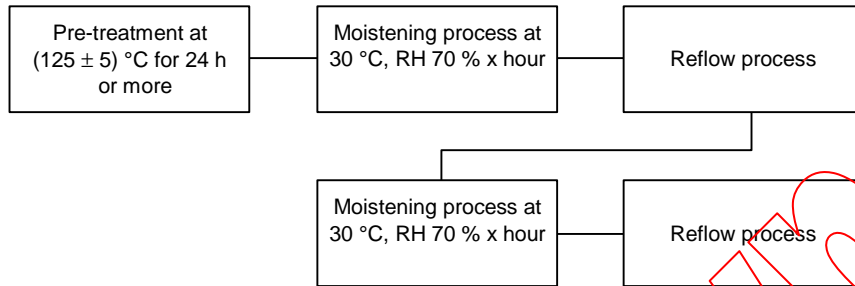 Pre-treatment at
(125 ± 5) °C for 24 h
or more
Moistening process at
30 °C, RH 70 % x hour
Reflow process
Moistening process at
30 °C, RH 70 % x hour
Reflow process